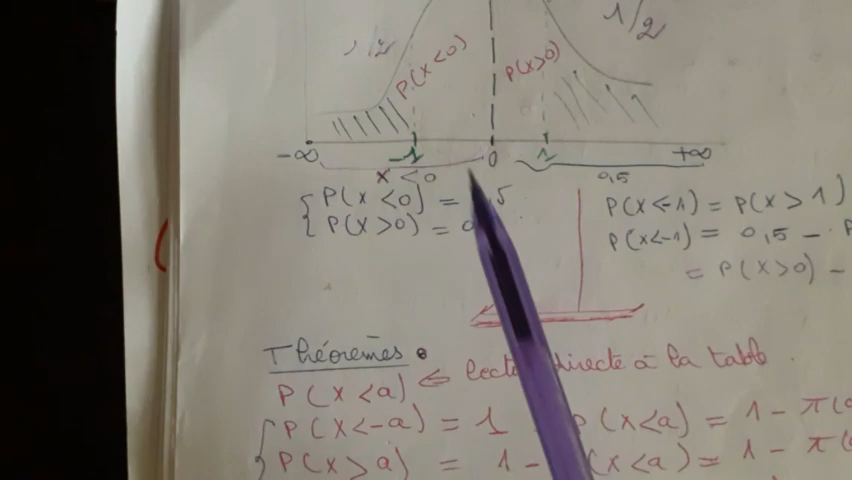 1/2 1/2
P(X<0) P(X>0)
-∞ -1 0 1 +∞
X<0 0,5
P(X<0) =
P(X>0) =
P(X<-1) = P(X>1)
P(X<-1) = 0,5 -
= P(X>0) -
Théorèmes :
P(X<a) ⇐ directe à la table
P(X<-a) = 1 P(X<a) = 1 - π(
P(X>a) = 1 - (X<a) = 1 - π(